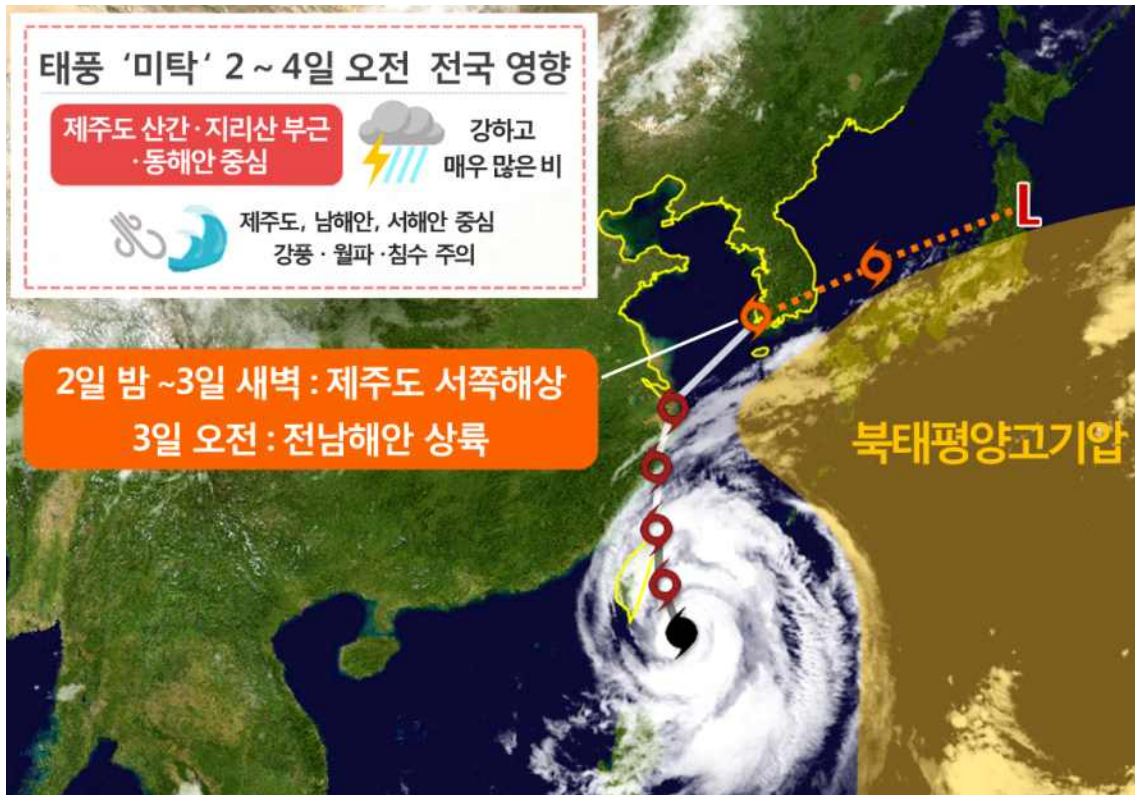 태풍 ‘미탁‘ 2 ~ 4일 오전 전국 영향
제주도 산간·지리산 부근
·동해안 중심
강하고
매우 많은 비
제주도, 남해안, 서해안 중심
강풍 · 월파 · 침수 주의
L
2일 밤 ~3일 새벽 : 제주도 서쪽해상
3일 오전 : 전남해안 상륙
북태평양고기압